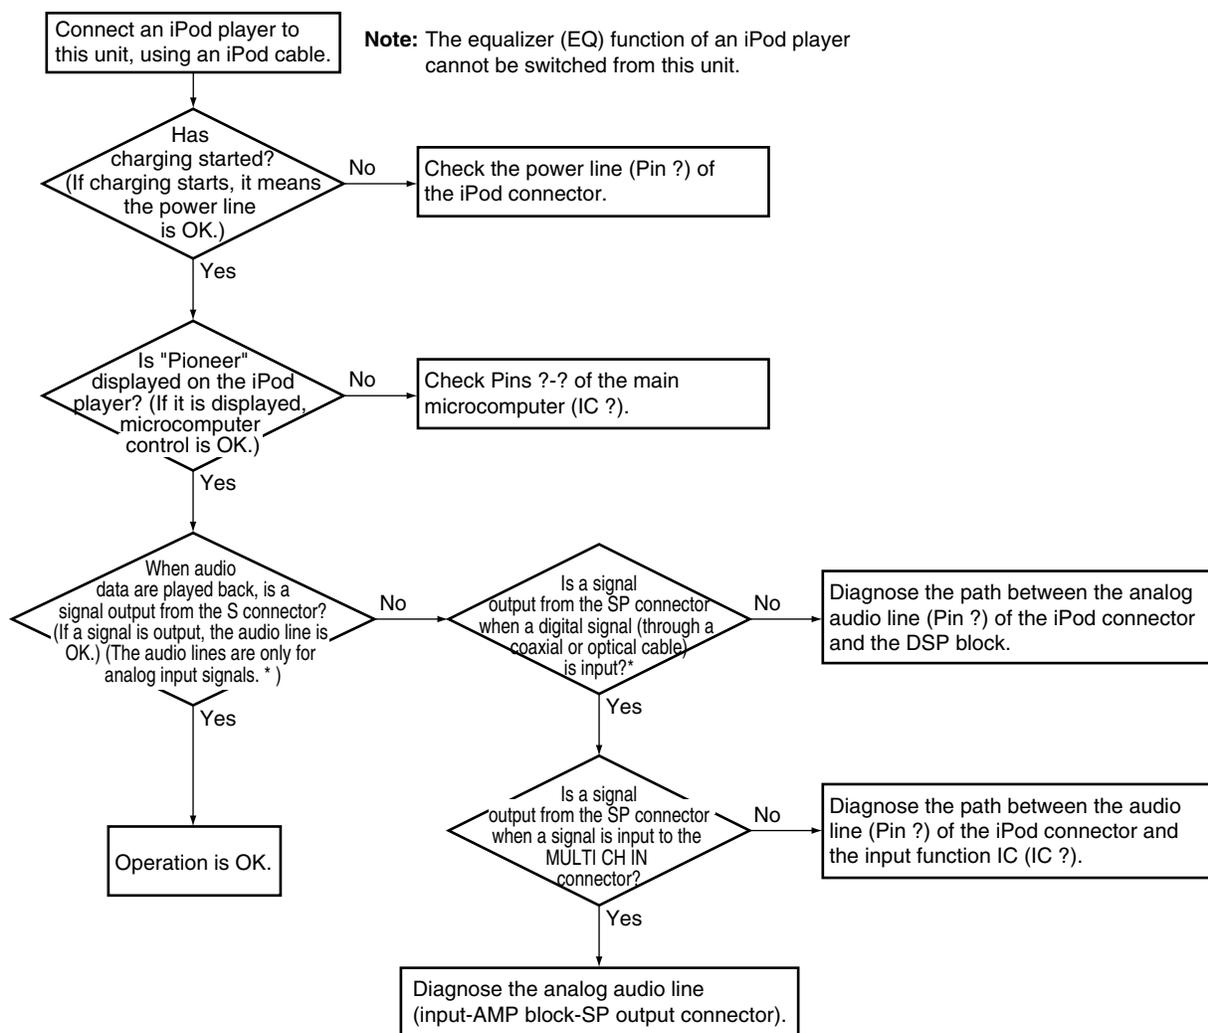 Connect an iPod player to
this unit, using an iPod cable.
Note: The equalizer (EQ) function of an iPod player
cannot be switched from this unit.
Has
charging started?
(If charging starts, it means
the power line
is OK.)
No
Check the power line (Pin ?) of
the iPod connector.
Yes
Is "Pioneer"
displayed on the iPod
player? (If it is displayed,
microcomputer
control is OK.)
No
Check Pins ?-? of the main
microcomputer (IC ?).
Yes
When audio
data are played back, is a
signal output from the S connector?
(If a signal is output, the audio line is
OK.) (The audio lines are only for
analog input signals. * )
No
Is a signal
output from the SP connector
when a digital signal (through a
coaxial or optical cable)
is input?*
No
Diagnose the path between the analog
audio line (Pin ?) of the iPod connector
and the DSP block.
Yes
Yes
Is a signal
output from the SP connector
when a signal is input to the
MULTI CH IN
connector?
No
Diagnose the path between the audio
line (Pin ?) of the iPod connector and
the input function IC (IC ?).
Operation is OK.
Yes
Diagnose the analog audio line
(input-AMP block-SP output connector).